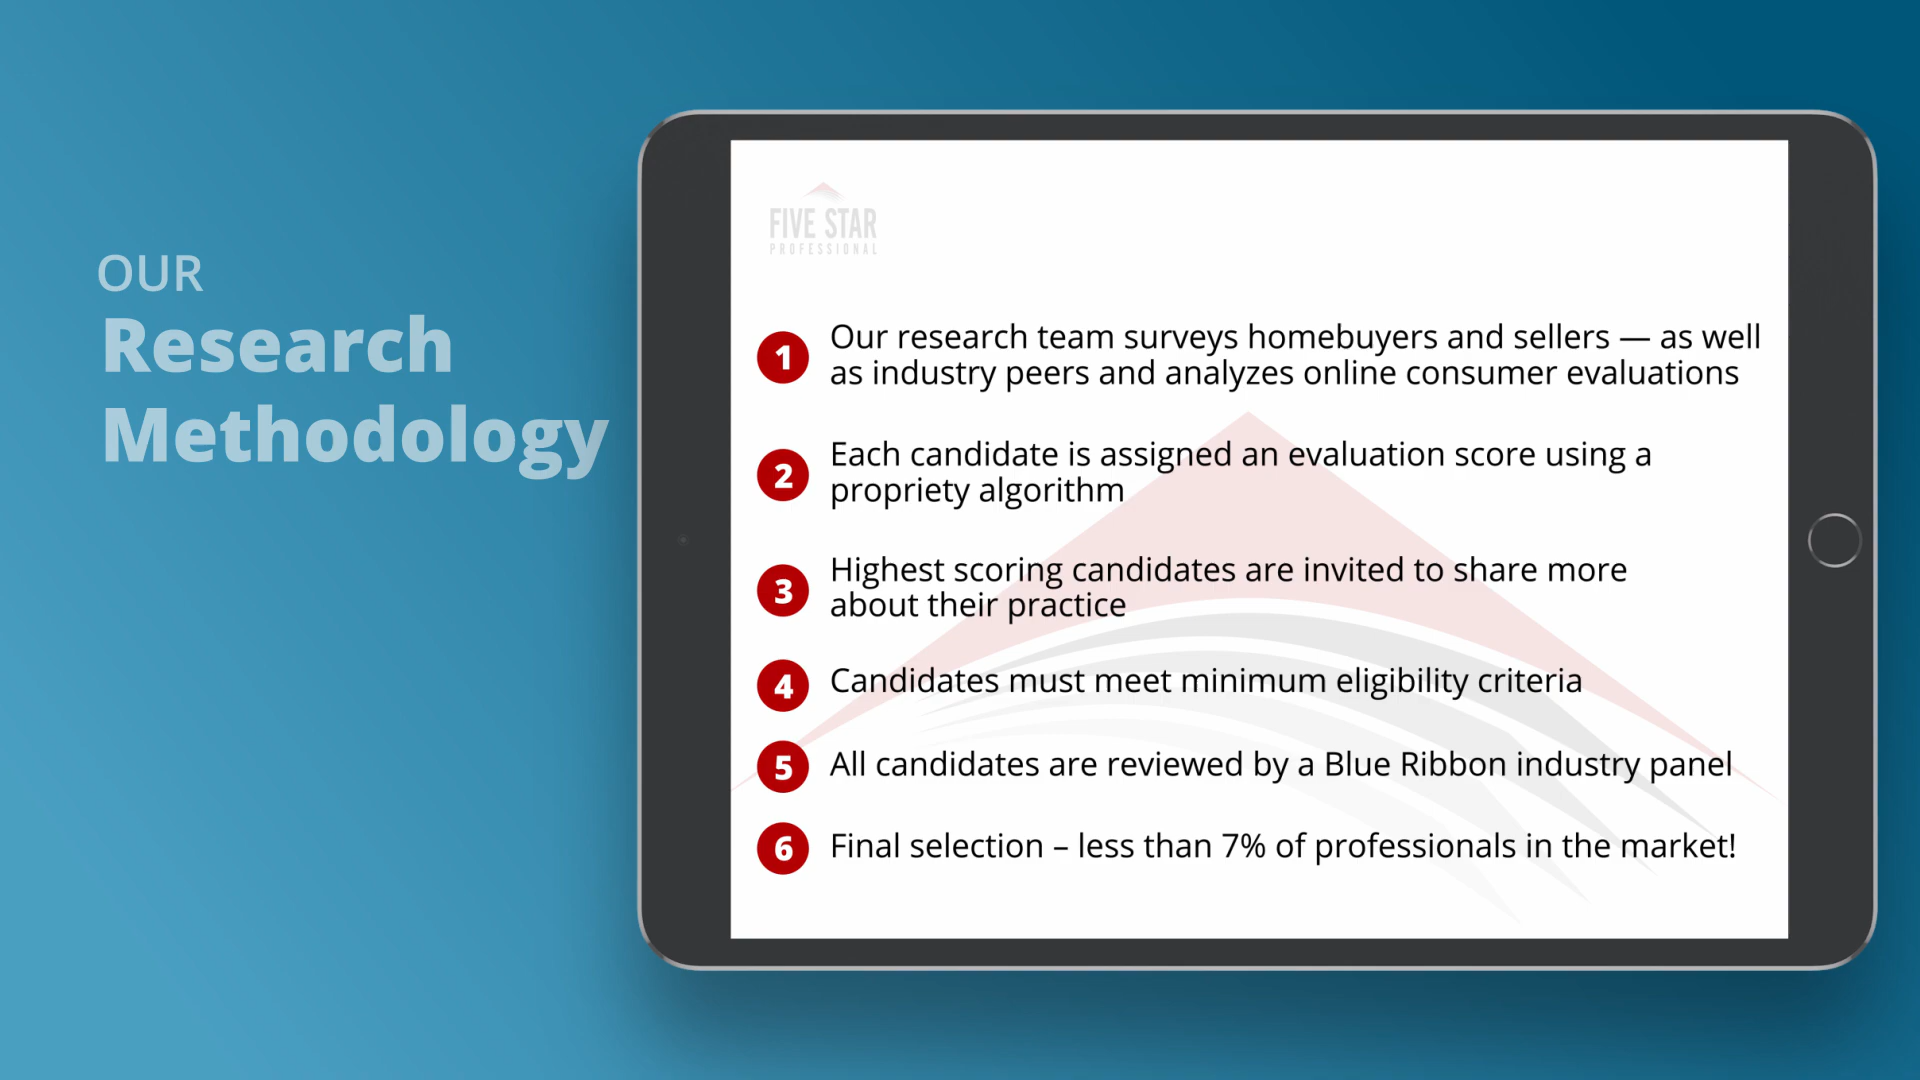 OUR
Research
Methodology
FIVE STAR
PROFESSIONAL
1 Our research team surveys homebuyers and sellers — as well
as industry peers and analyzes online consumer evaluations
2 Each candidate is assigned an evaluation score using a
propriety algorithm
3 Highest scoring candidates are invited to share more
about their practice
4 Candidates must meet minimum eligibility criteria
5 All candidates are reviewed by a Blue Ribbon industry panel
6 Final selection – less than 7% of professionals in the market!